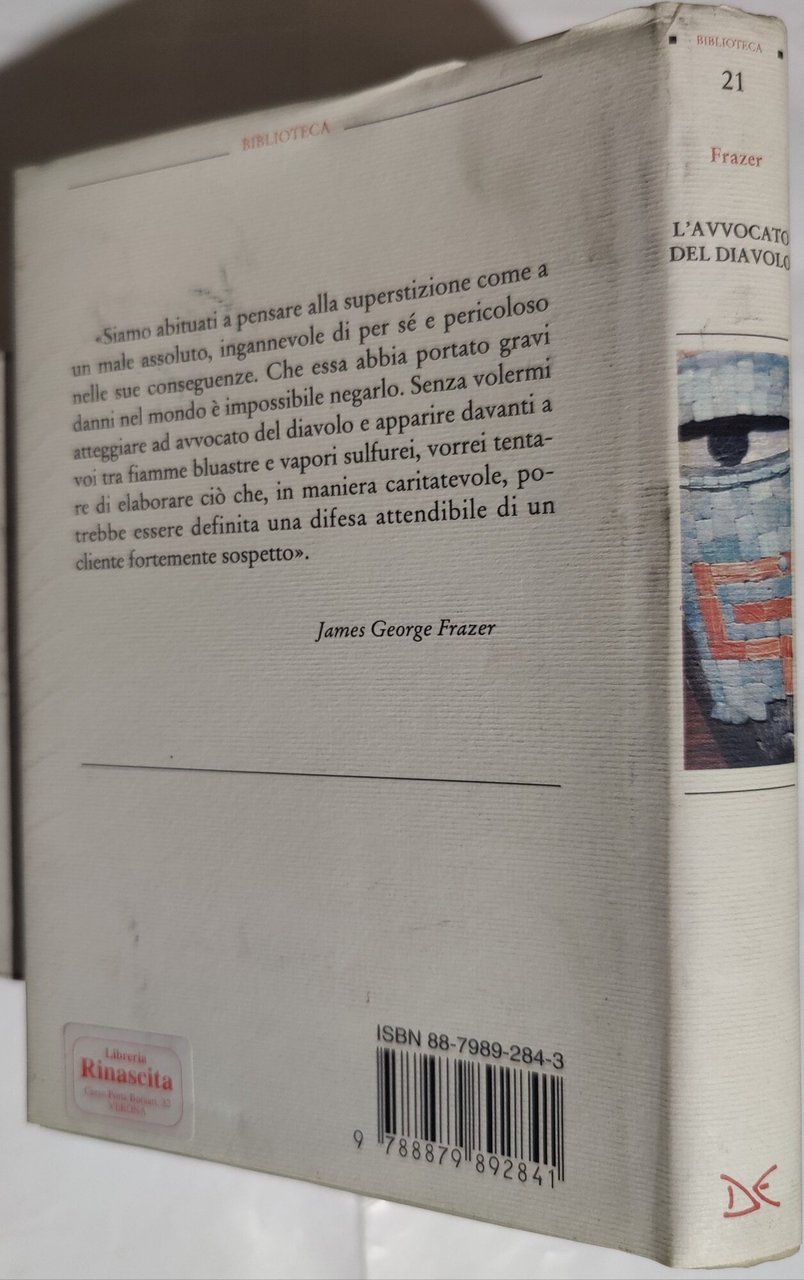 BIBLIOTECA
«Siamo abituati a pensare alla superstizione come a
un male assoluto, ingannevole di per sé e pericoloso
nelle sue conseguenze. Che essa abbia portato gravi
danni nel mondo è impossibile negarlo. Senza volermi
atteggiare ad avvocato del diavolo e apparire davanti a
voi tra fiamme bluastre e vapori sulfurei, vorrei tenta-
re di elaborare ciò che, in maniera caritatevole, po-
trebbe essere definita una difesa attendibile di un
cliente fortemente sospetto».
James George Frazer
Libreria
Rinascita
Corso Porta Borsari, 32
VERONA
ISBN 88-7989-284-3
9 788879 892841
BIBLIOTECA
21
Frazer
L'AVVOCATO
DEL DIAVOLO
DE